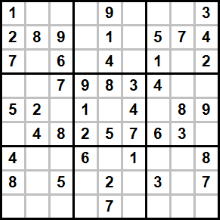 1 9 3
2 8 9 1 5 7 4
7 6 4 1 2
7 9 8 3 4
5 2 1 4 8 9
4 8 2 5 7 6 3
4 6 1 8
8 5 2 3 7
7